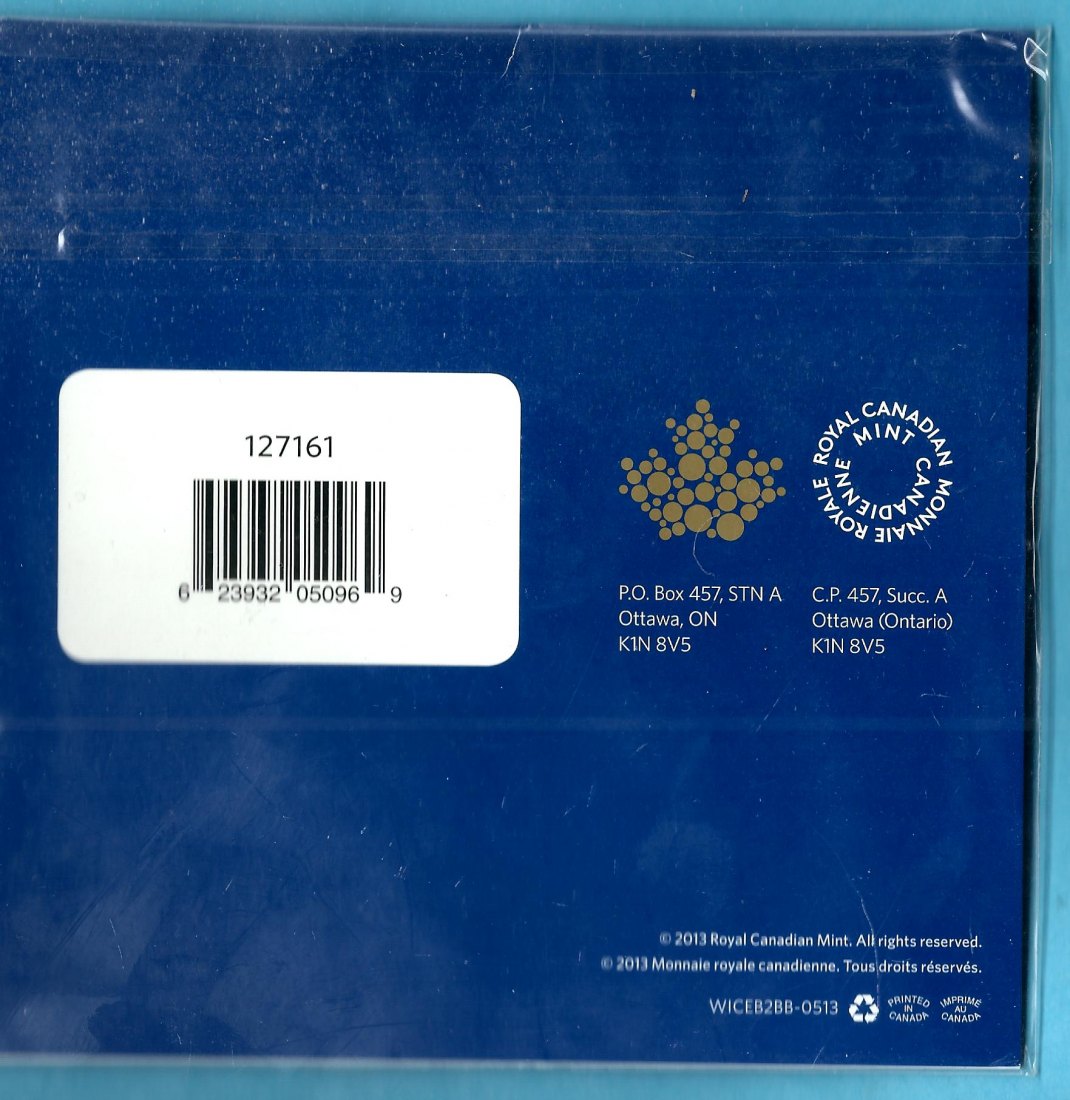 127161
6 23932 05096 9
ROYAL CANADIAN MINT
MONNAIE ROYALE CANADIENNE
P.O. Box 457, STN A
Ottawa, ON
K1N 8V5
C.P. 457, Succ. A
Ottawa (Ontario)
K1N 8V5
© 2013 Royal Canadian Mint. All rights reserved.
© 2013 Monnaie royale canadienne. Tous droits réservés.
WICEB2BB-0513
PRINTED IN CANADA
IMPRIMÉ AU CANADA